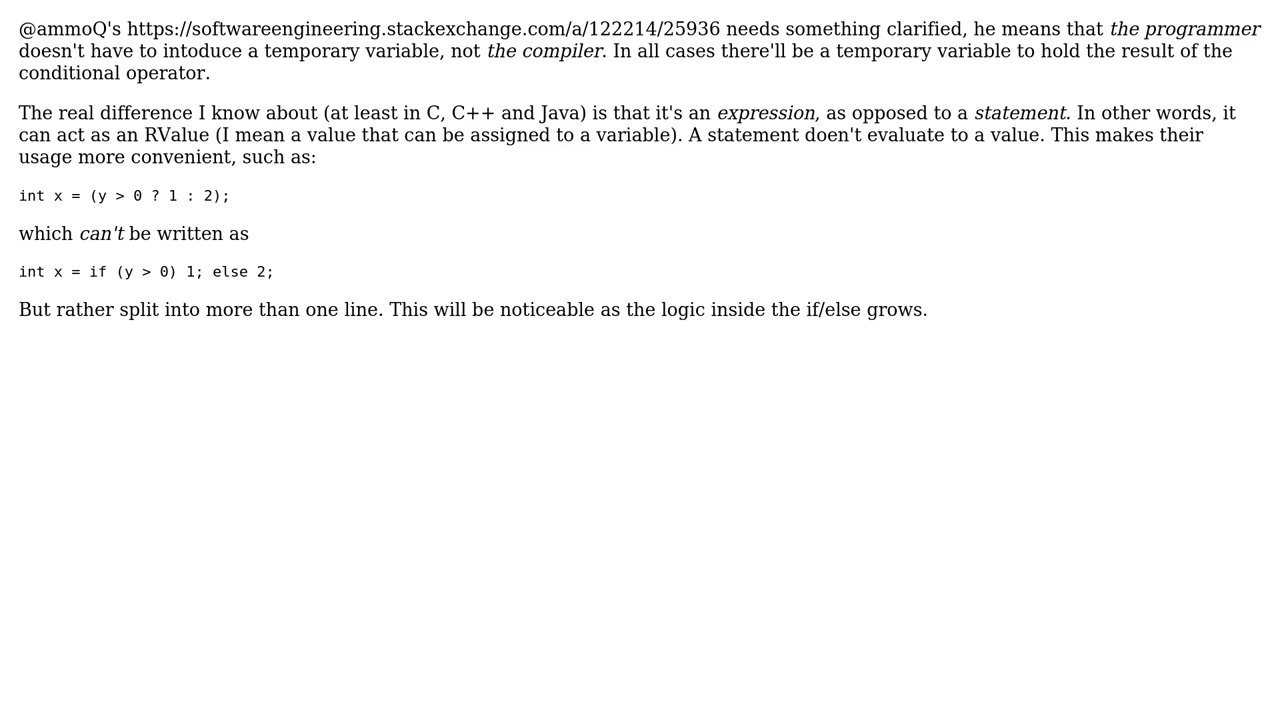 @ammoQ's https://softwareengineering.stackexchange.com/a/122214/25936 needs something clarified, he means that the programmer
doesn't have to intoduce a temporary variable, not the compiler. In all cases there'll be a temporary variable to hold the result of the
conditional operator.
The real difference I know about (at least in C, C++ and Java) is that it's an expression, as opposed to a statement. In other words, it
can act as an RValue (I mean a value that can be assigned to a variable). A statement doen't evaluate to a value. This makes their
usage more convenient, such as:
int x = (y > 0 ? 1 : 2);
which can't be written as
int x = if (y > 0) 1; else 2;
But rather split into more than one line. This will be noticeable as the logic inside the if/else grows.